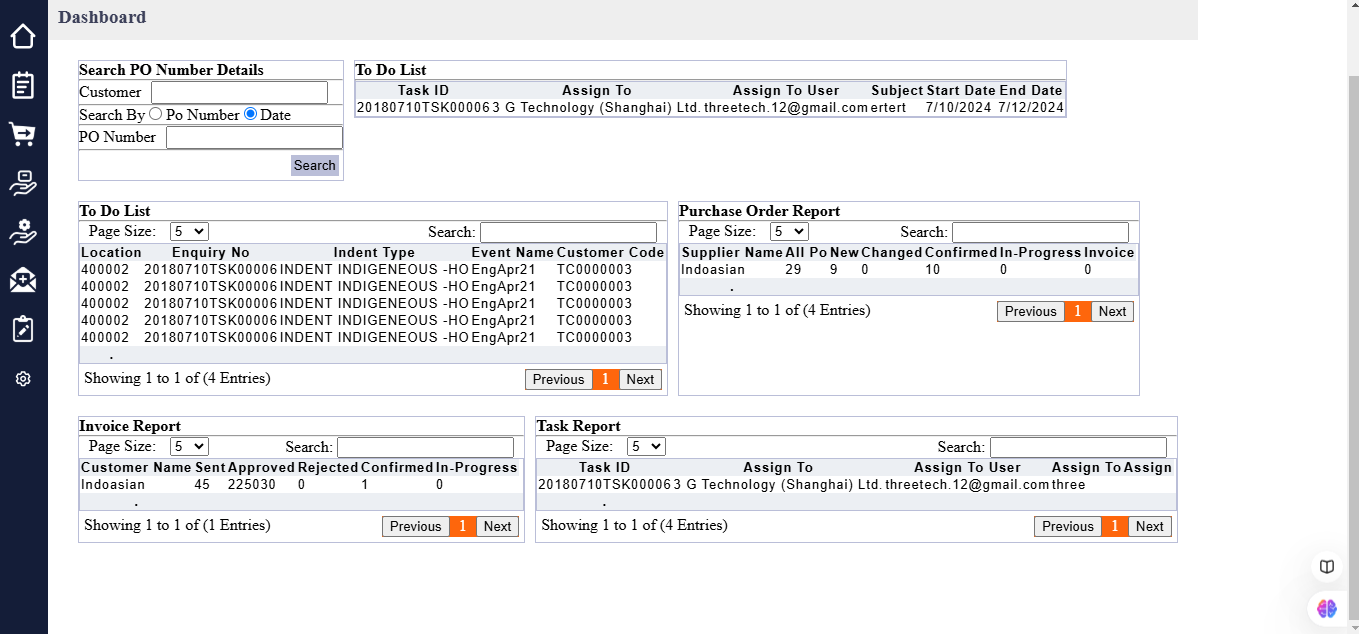 Dashboard
Search PO Number Details
Customer
Search By Po Number Date
PO Number
Search
To Do List
Task ID Assign To Assign To User Subject Start Date End Date
20180710TSK00006 3 G Technology (Shanghai) Ltd. threetech.12@gmail.com ertert 7/10/2024 7/12/2024
To Do List
Page Size: 5 Search:
Location Enquiry No Indent Type Event Name Customer Code
400002 20180710TSK00006 INDENT INDIGENEOUS -HO EngApr21 TC0000003
400002 20180710TSK00006 INDENT INDIGENEOUS -HO EngApr21 TC0000003
400002 20180710TSK00006 INDENT INDIGENEOUS -HO EngApr21 TC0000003
400002 20180710TSK00006 INDENT INDIGENEOUS -HO EngApr21 TC0000003
400002 20180710TSK00006 INDENT INDIGENEOUS -HO EngApr21 TC0000003
.
Showing 1 to 1 of (4 Entries) Previous 1 Next
Purchase Order Report
Page Size: 5 Search:
Supplier Name All Po New Changed Confirmed In-Progress Invoice
Indoasian 29 9 0 10 0 0
.
Showing 1 to 1 of (4 Entries) Previous 1 Next
Invoice Report
Page Size: 5 Search:
Customer Name Sent Approved Rejected Confirmed In-Progress
Indoasian 45 225030 0 1 0
.
Showing 1 to 1 of (1 Entries) Previous 1 Next
Task Report
Page Size: 5 Search:
Task ID Assign To Assign To User Assign To Assign
20180710TSK00006 3 G Technology (Shanghai) Ltd. threetech.12@gmail.com three
.
Showing 1 to 1 of (4 Entries) Previous 1 Next